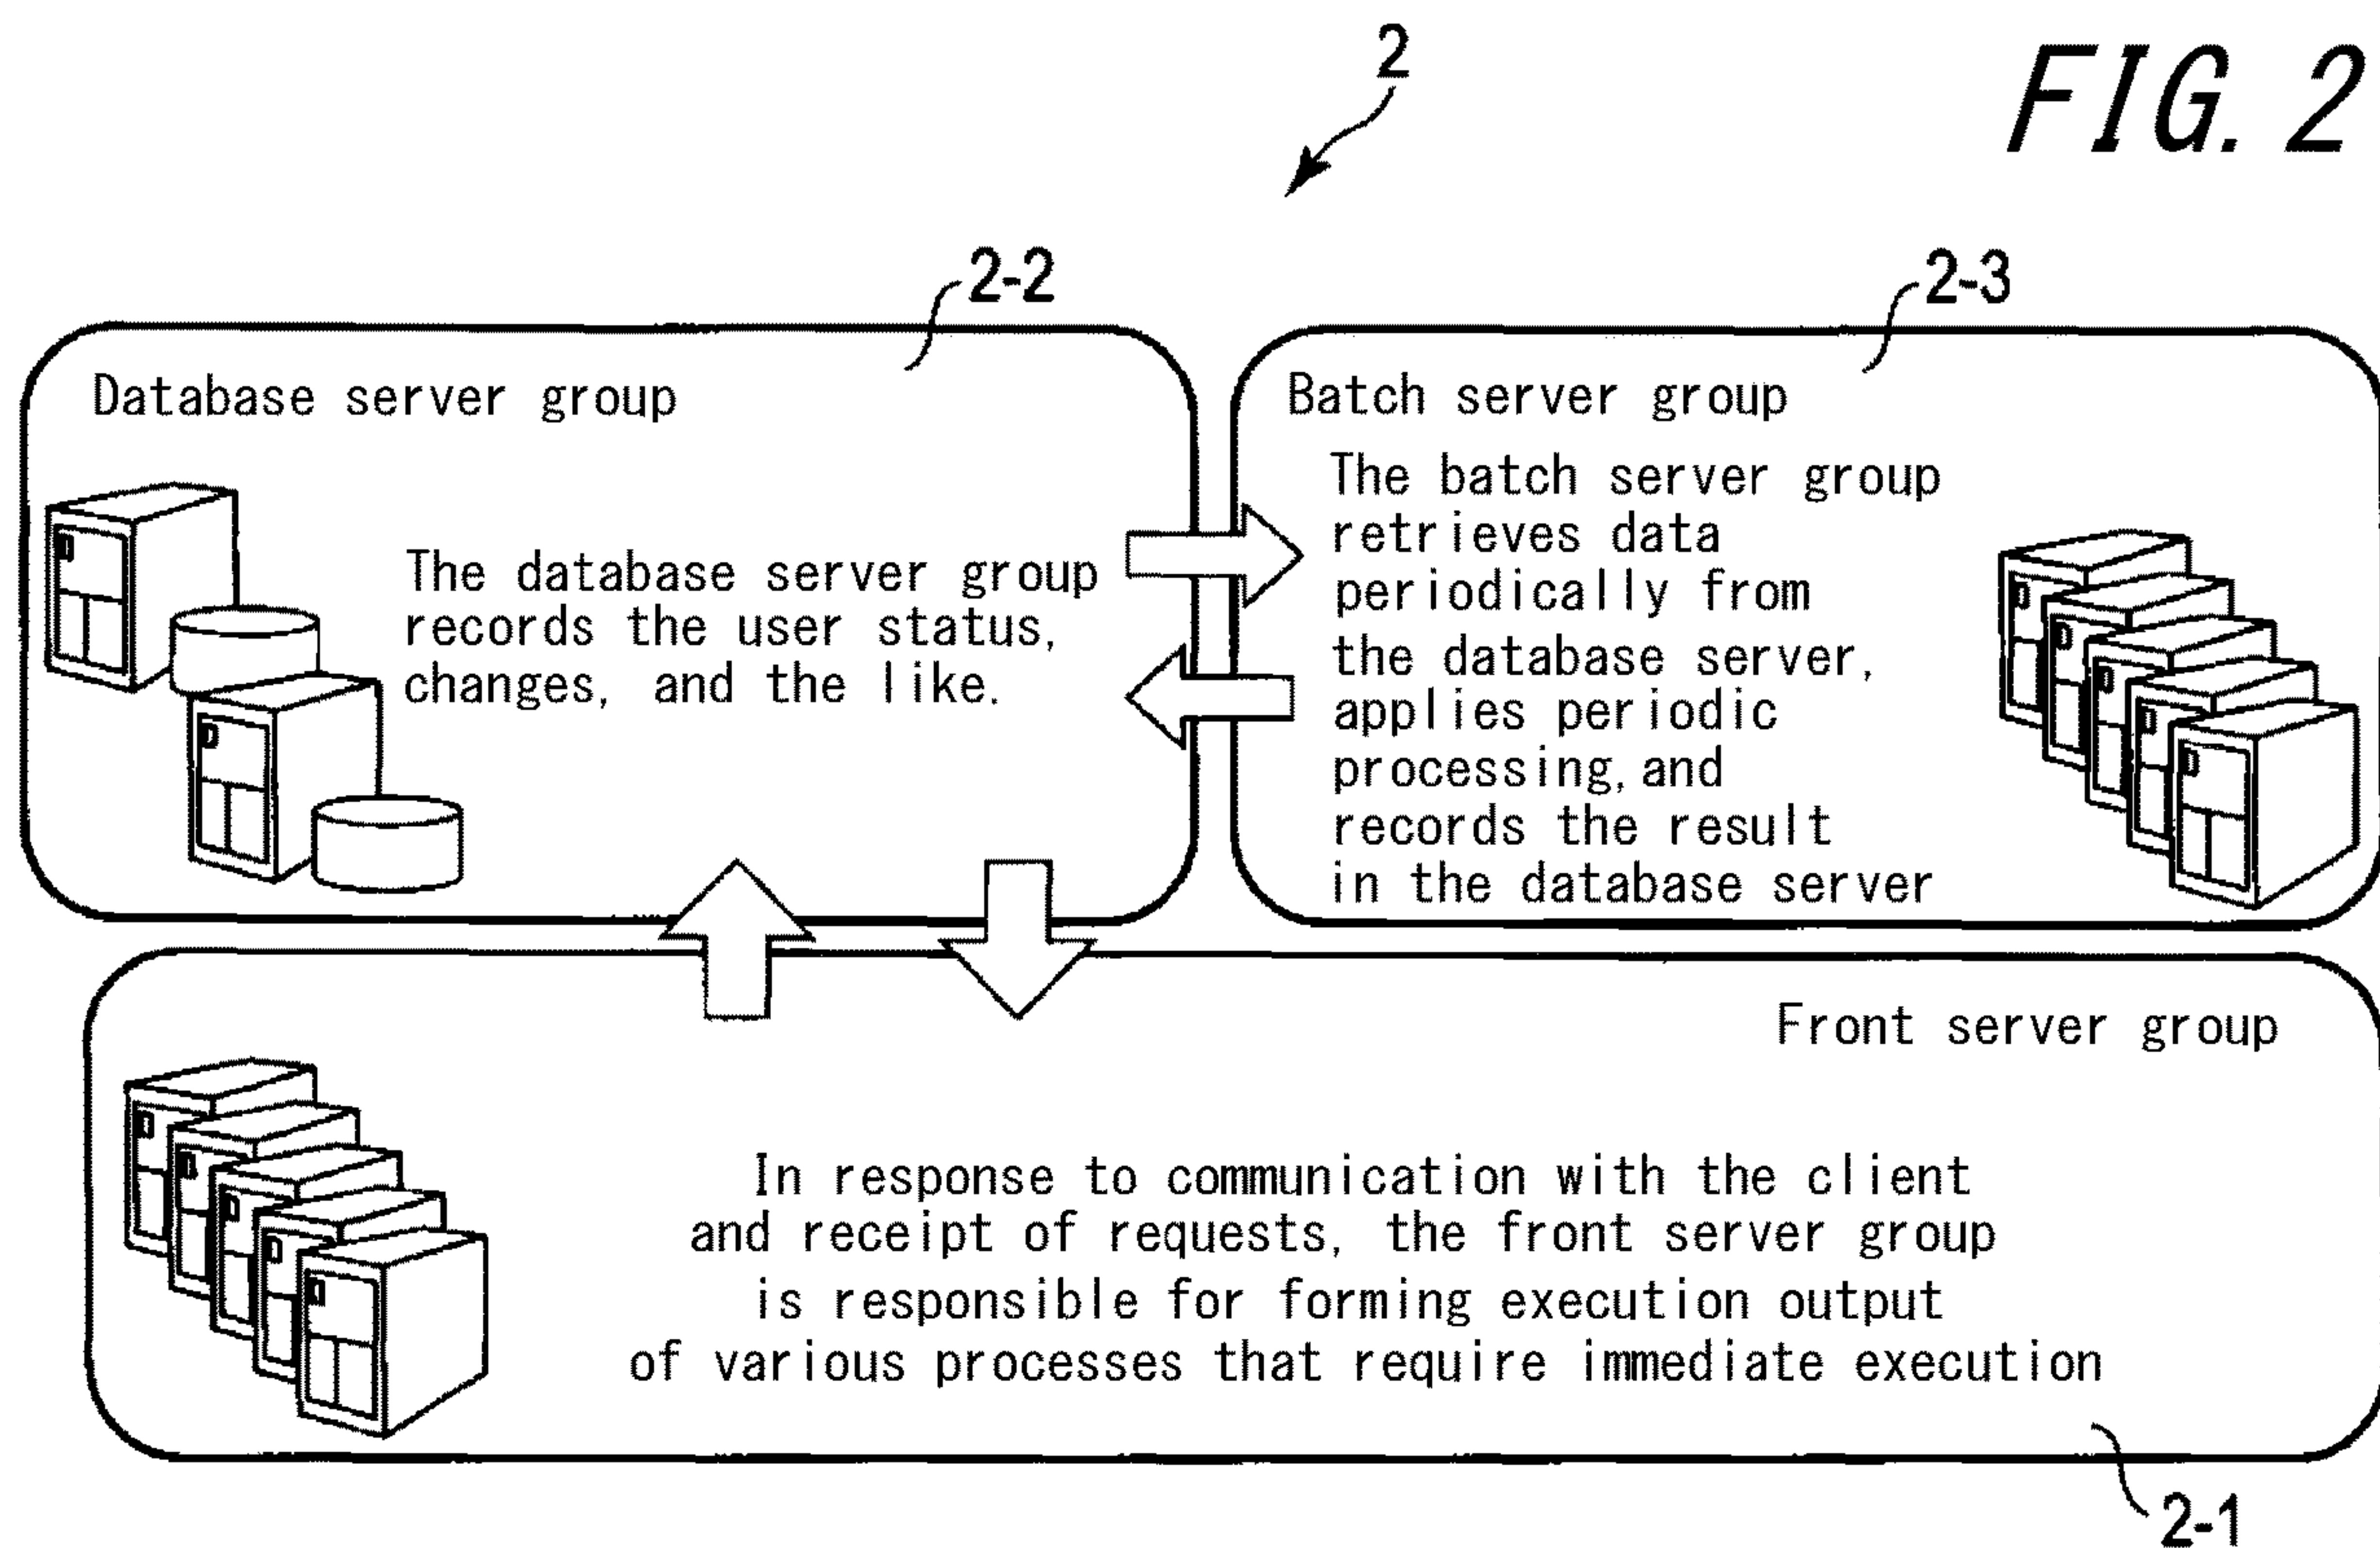 2
FIG. 2
2-2
2-3
Database server group
The database server group
records the user status,
changes, and the like.
Batch server group
The batch server group
retrieves data
periodically from
the database server,
applies periodic
processing, and
records the result
in the database server
Front server group
In response to communication with the client
and receipt of requests, the front server group
is responsible for forming execution output
of various processes that require immediate execution
2-1